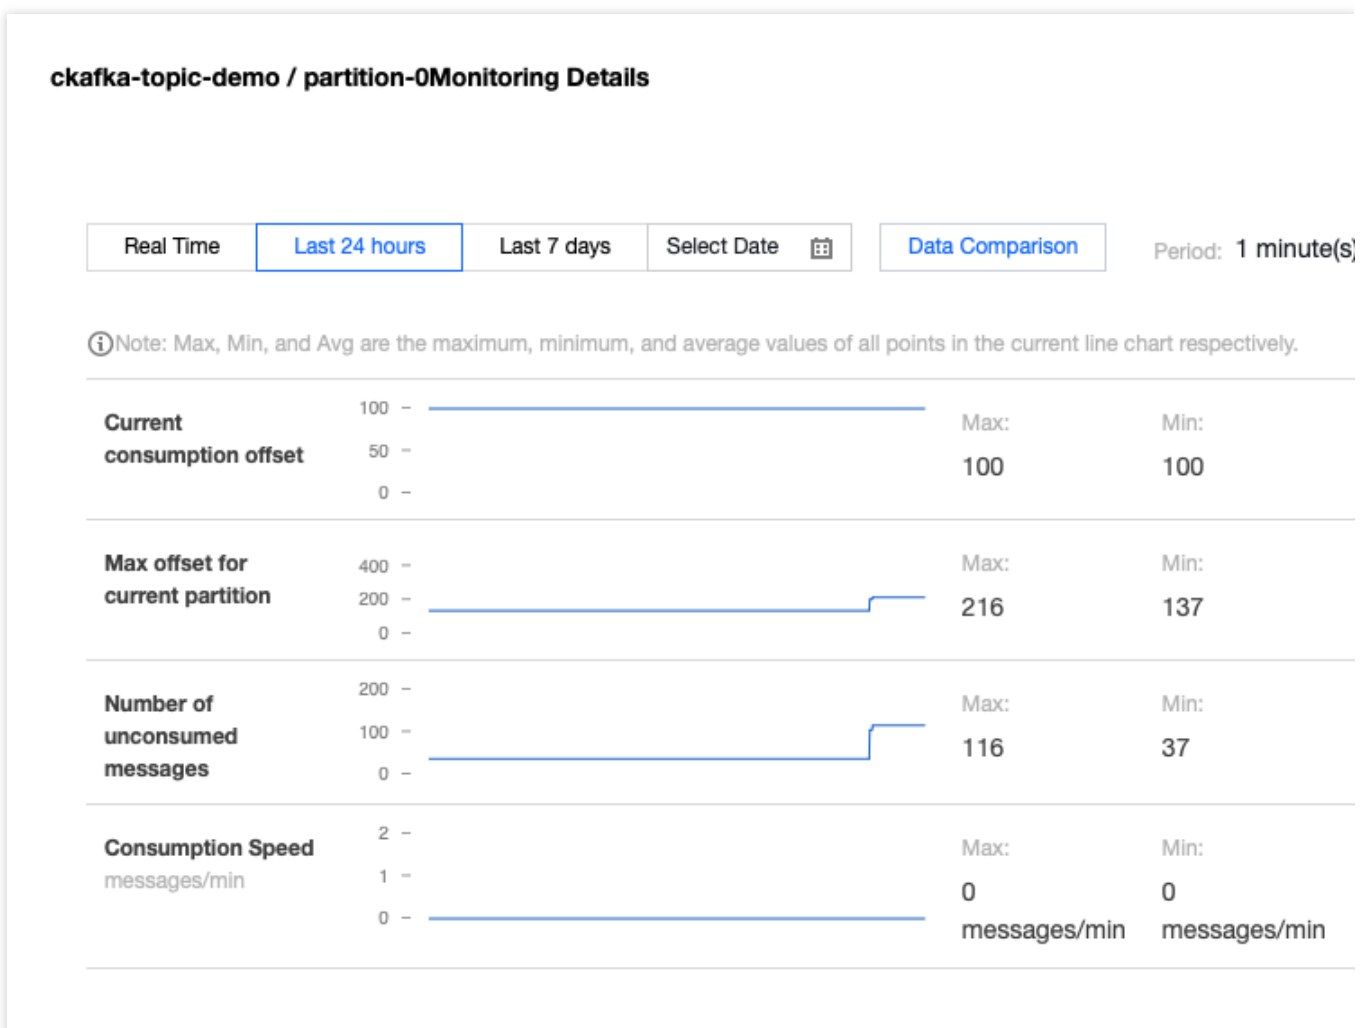 ckafka-topic-demo / partition-0Monitoring Details
Real Time Last 24 hours Last 7 days Select Date Data Comparison Period: 1 minute(s)
Note: Max, Min, and Avg are the maximum, minimum, and average values of all points in the current line chart respectively.
Current consumption offset
100
50
0
Max:
100
Min:
100
Max offset for current partition
400
200
0
Max:
216
Min:
137
Number of unconsumed messages
200
100
0
Max:
116
Min:
37
Consumption Speed
messages/min
2
1
0
Max:
0
messages/min
Min:
0
messages/min